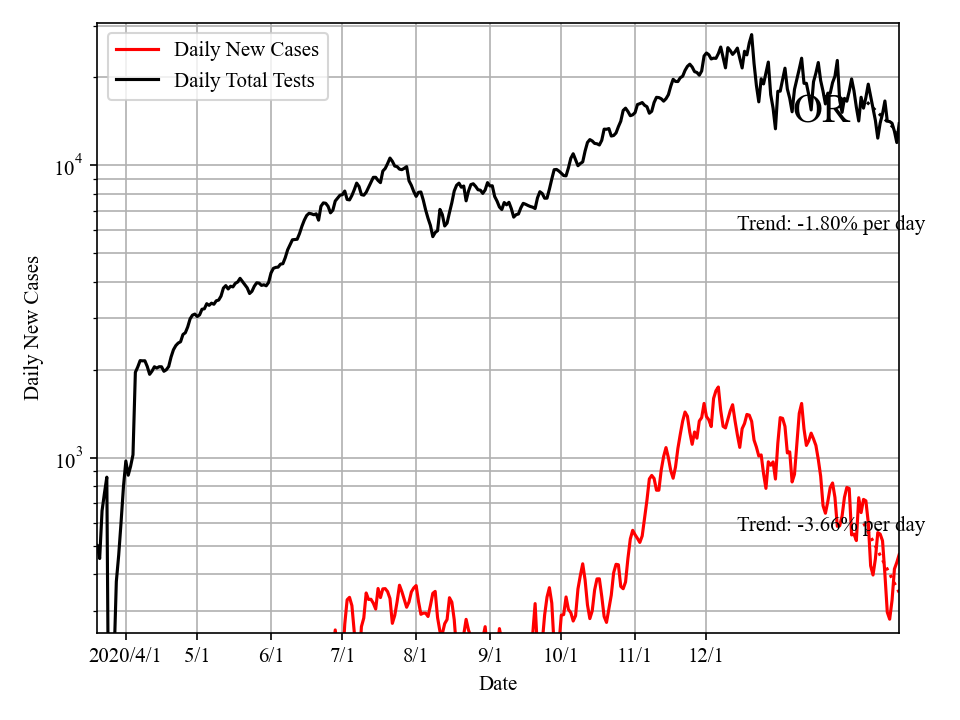 Daily New Cases
Daily Total Tests
OR
10^4
Trend: -1.80% per day
Daily New Cases
10^3
Trend: -3.66% per day
2020/4/1 5/1 6/1 7/1 8/1 9/1 10/1 11/1 12/1
Date